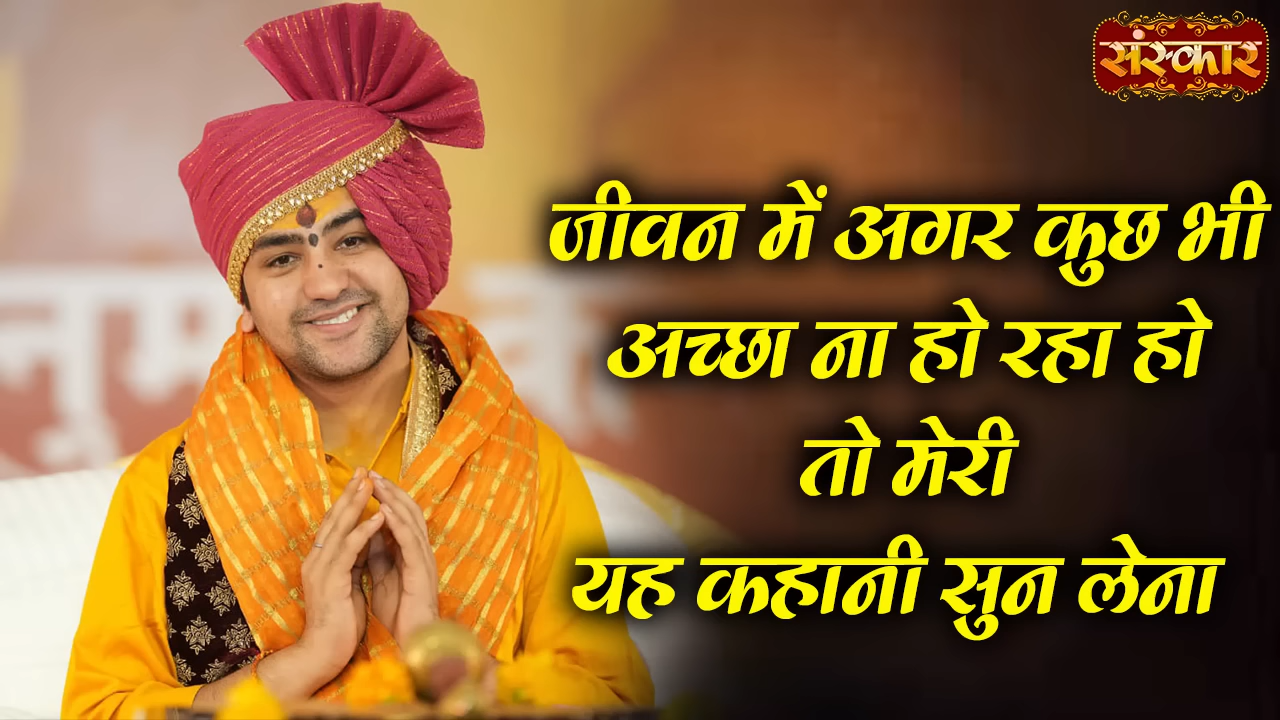 संस्कार
जीवन में अगर कुछ भी
अच्छा ना हो रहा हो
तो मेरी
यह कहानी सुन लेना